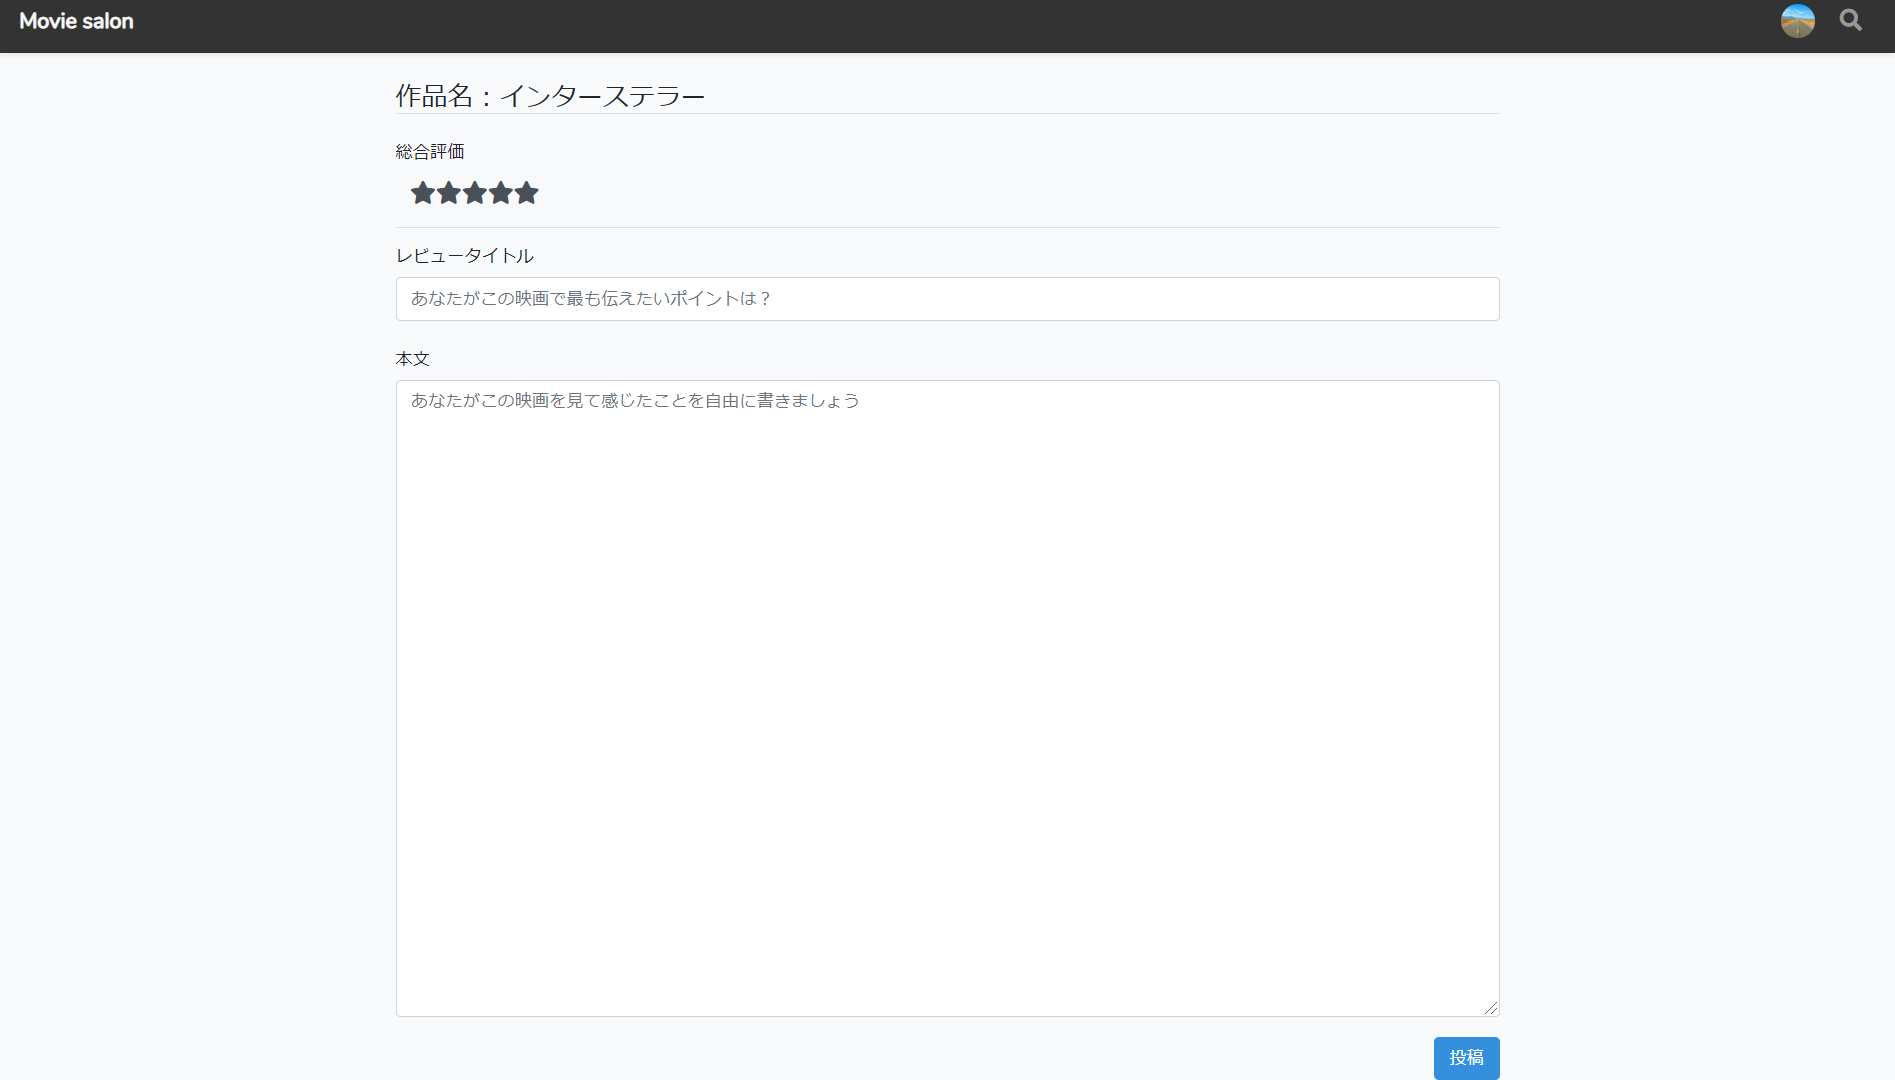 Movie salon
作品名：インターステラー
総合評価
レビュータイトル
あなたがこの映画で最も伝えたいポイントは？
本文
あなたがこの映画を見て感じたことを自由に書きましょう
投稿